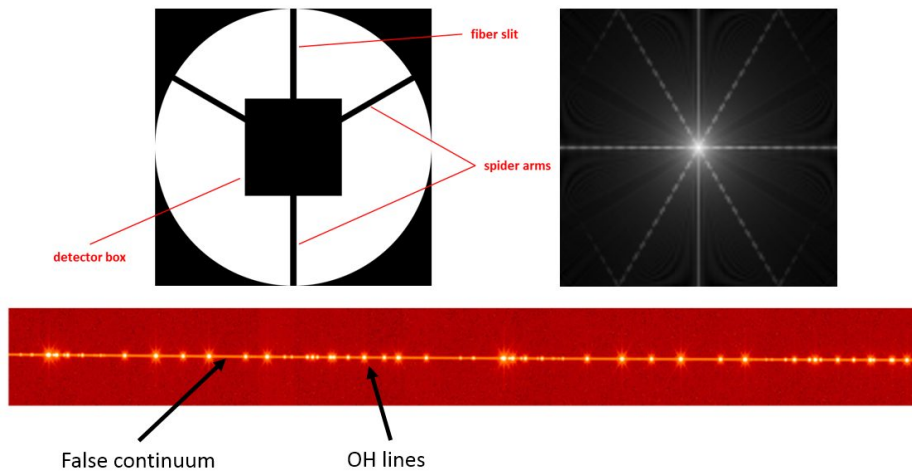 fiber slit
spider arms
detector box
False continuum
OH lines